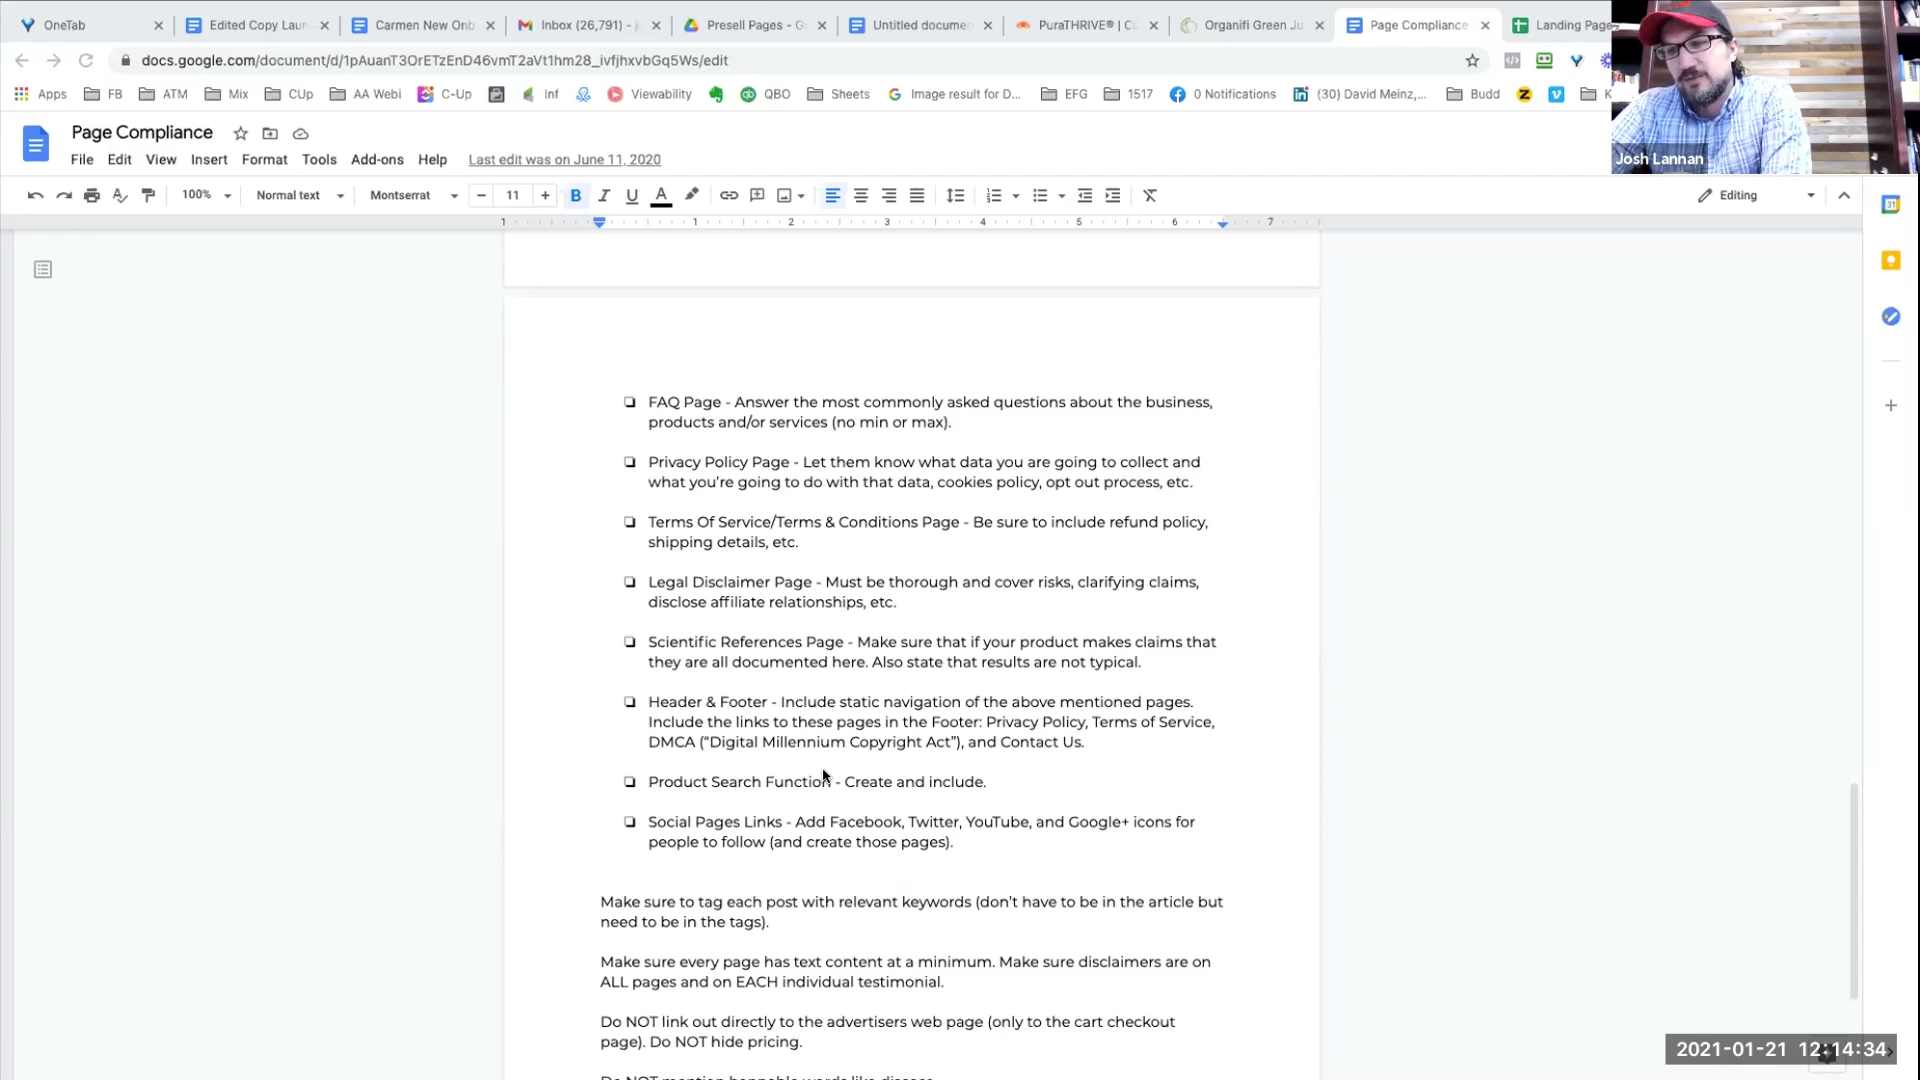 OneTab
Edited Copy Laun
Carmen New Onb
Inbox (26,791) - ji
Presell Pages - G
Untitled documen
PuraTHRIVE® | C
Organifi Green Ju
Page Compliance
Landing Page
docs.google.com/document/d/1pAuanT3OrETzEnD46vmT2aVt1hm28_ivfjhxvbGq5Ws/edit
Apps
FB
ATM
Mix
CUp
AA Webi
C-Up
Inf
Viewability
QBO
Sheets
Image result for D...
EFG
1517
0 Notifications
(30) David Meinz,...
Budd
K
Josh Lannan
Page Compliance
File Edit View Insert Format Tools Add-ons Help Last edit was on June 11, 2020
100% Normal text Montserrat 11 Editing
1 1 2 3 4 5 6 7
FAQ Page - Answer the most commonly asked questions about the business,
products and/or services (no min or max).
Privacy Policy Page - Let them know what data you are going to collect and
what you're going to do with that data, cookies policy, opt out process, etc.
Terms Of Service/Terms & Conditions Page - Be sure to include refund policy,
shipping details, etc.
Legal Disclaimer Page - Must be thorough and cover risks, clarifying claims,
disclose affiliate relationships, etc.
Scientific References Page - Make sure that if your product makes claims that
they are all documented here. Also state that results are not typical.
Header & Footer - Include static navigation of the above mentioned pages.
Include the links to these pages in the Footer: Privacy Policy, Terms of Service,
DMCA (“Digital Millennium Copyright Act”), and Contact Us.
Product Search Function - Create and include.
Social Pages Links - Add Facebook, Twitter, YouTube, and Google+ icons for
people to follow (and create those pages).
Make sure to tag each post with relevant keywords (don't have to be in the article but
need to be in the tags).
Make sure every page has text content at a minimum. Make sure disclaimers are on
ALL pages and on EACH individual testimonial.
Do NOT link out directly to the advertisers web page (only to the cart checkout
page). Do NOT hide pricing.
2021-01-21 12:14:34